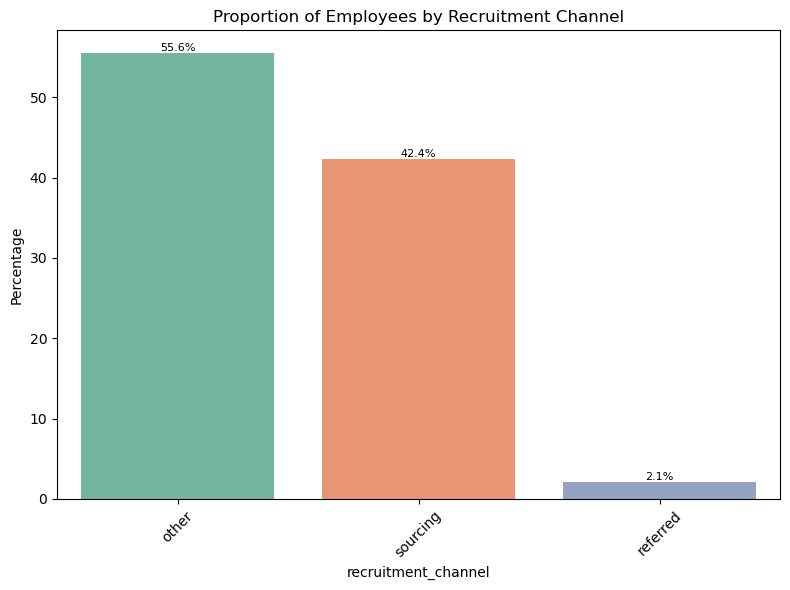 Proportion of Employees by Recruitment Channel
55.6%
42.4%
2.1%
50
40
30
20
10
0
Percentage
other
sourcing
referred
recruitment_channel